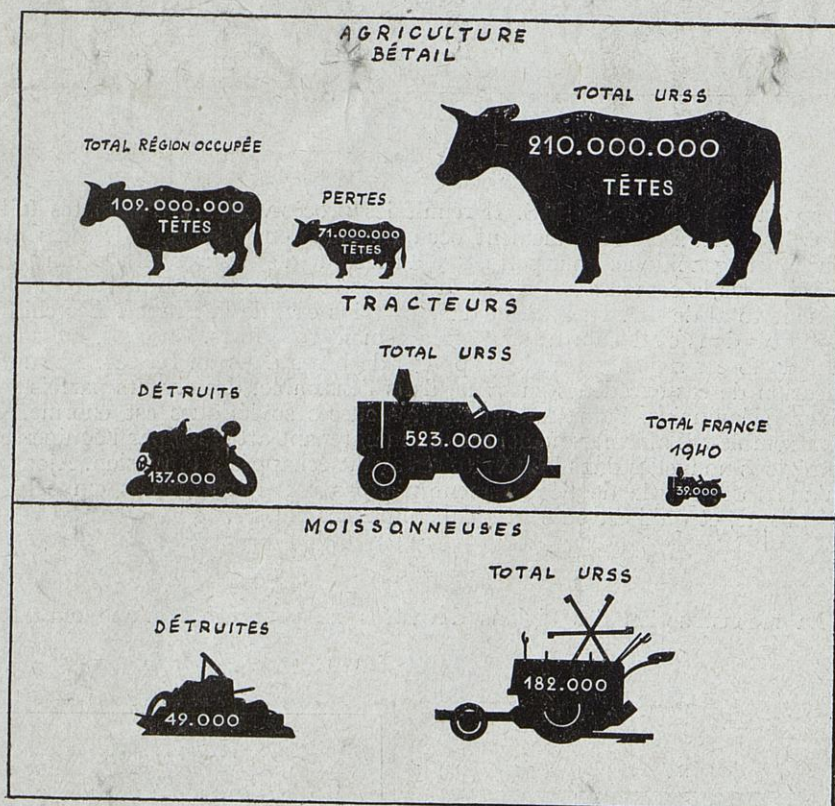 AGRICULTURE
BÉTAIL
TOTAL RÉGION OCCUPÉE
109.000.000
TÊTES
PERTES
71.000.000
TÊTES
TOTAL URSS
210.000.000
TÊTES
TRACTEURS
DÉTRUITS
137.000
TOTAL URSS
523.000
TOTAL FRANCE
1940
39.000
MOISSONNEUSES
DÉTRUITES
49.000
TOTAL URSS
182.000